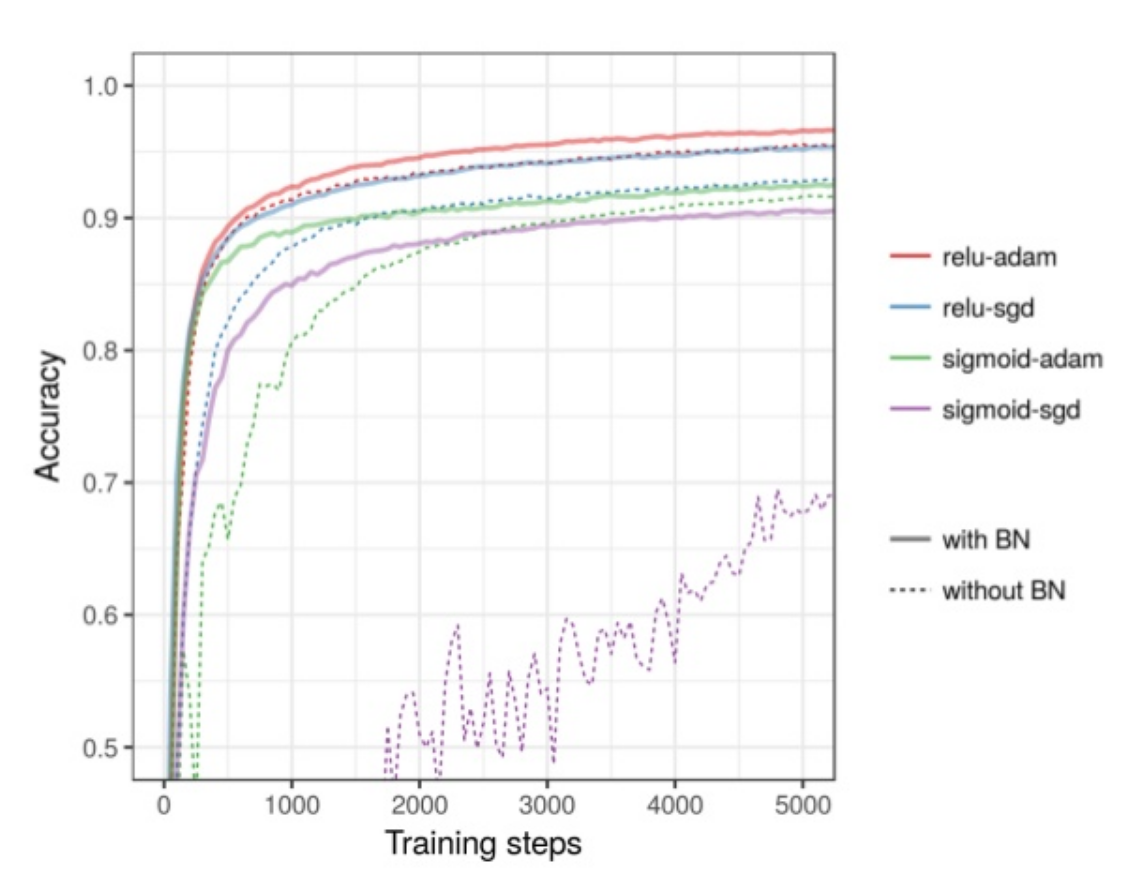 1.0
0.9
0.8
0.7
0.6
0.5
Accuracy
0 1000 2000 3000 4000 5000
Training steps
relu-adam
relu-sgd
sigmoid-adam
sigmoid-sgd
with BN
without BN